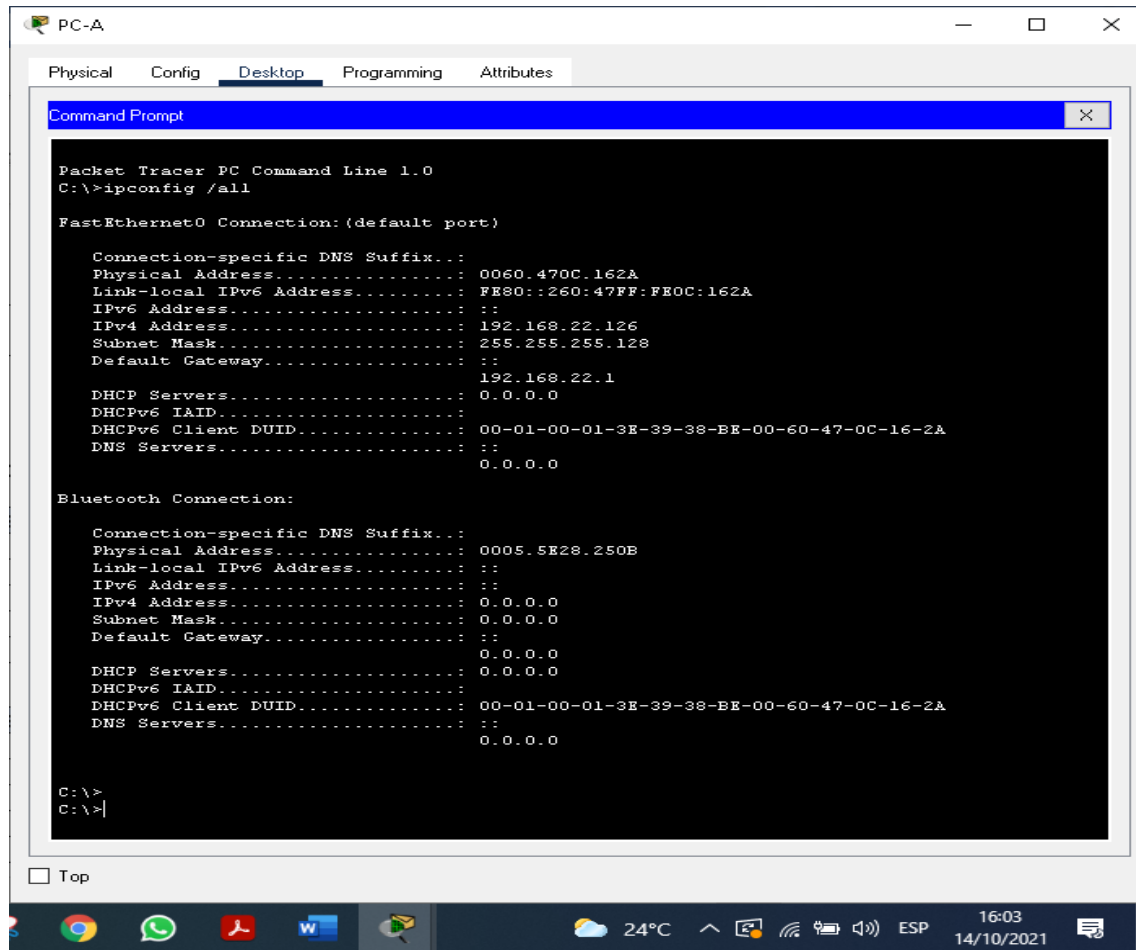 PC-A
Physical Config Desktop Programming Attributes
Command Prompt
Packet Tracer PC Command Line 1.0
C:\>ipconfig /all
FastEthernet0 Connection:(default port)
Connection-specific DNS Suffix..:
Physical Address................: 0060.470C.162A
Link-local IPv6 Address.........: FE80::260:47FF:FE0C:162A
IPv6 Address....................: ::
IPv4 Address....................: 192.168.22.126
Subnet Mask.....................: 255.255.255.128
Default Gateway.................: ::
192.168.22.1
DHCP Servers....................: 0.0.0.0
DHCPv6 IAID.....................:
DHCPv6 Client DUID..............: 00-01-00-01-3E-39-38-BE-00-60-47-0C-16-2A
DNS Servers.....................: ::
0.0.0.0
Bluetooth Connection:
Connection-specific DNS Suffix..:
Physical Address................: 0005.5E28.250B
Link-local IPv6 Address.........: ::
IPv6 Address....................: ::
IPv4 Address....................: 0.0.0.0
Subnet Mask.....................: 0.0.0.0
Default Gateway.................: ::
0.0.0.0
DHCP Servers....................: 0.0.0.0
DHCPv6 IAID.....................:
DHCPv6 Client DUID..............: 00-01-00-01-3E-39-38-BE-00-60-47-0C-16-2A
DNS Servers.....................: ::
0.0.0.0
C:\>
C:\>
Top
24°C ESP 16:03
14/10/2021